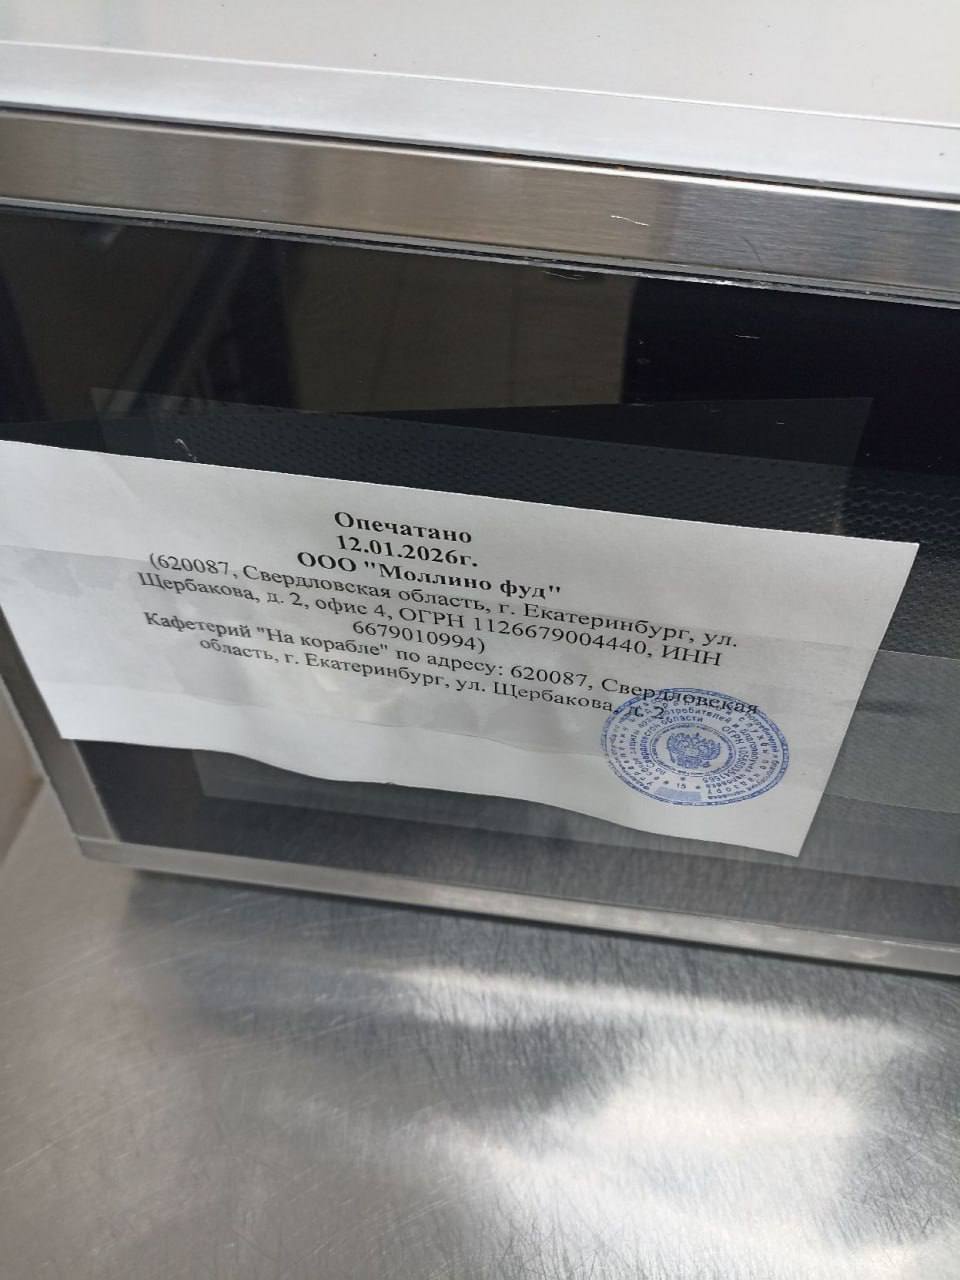 Опечатано
12.01.2026г.
ООО "Моллино фуд"
(620087, Свердловская область, г. Екатеринбург, ул.
Щербакова, д. 2, офис 4, ОГРН 1126679004440, ИНН
6679010994)
Кафетерий "На корабле" по адресу: 620087, Свердловская
область, г. Екатеринбург, ул. Щербакова, д. 2